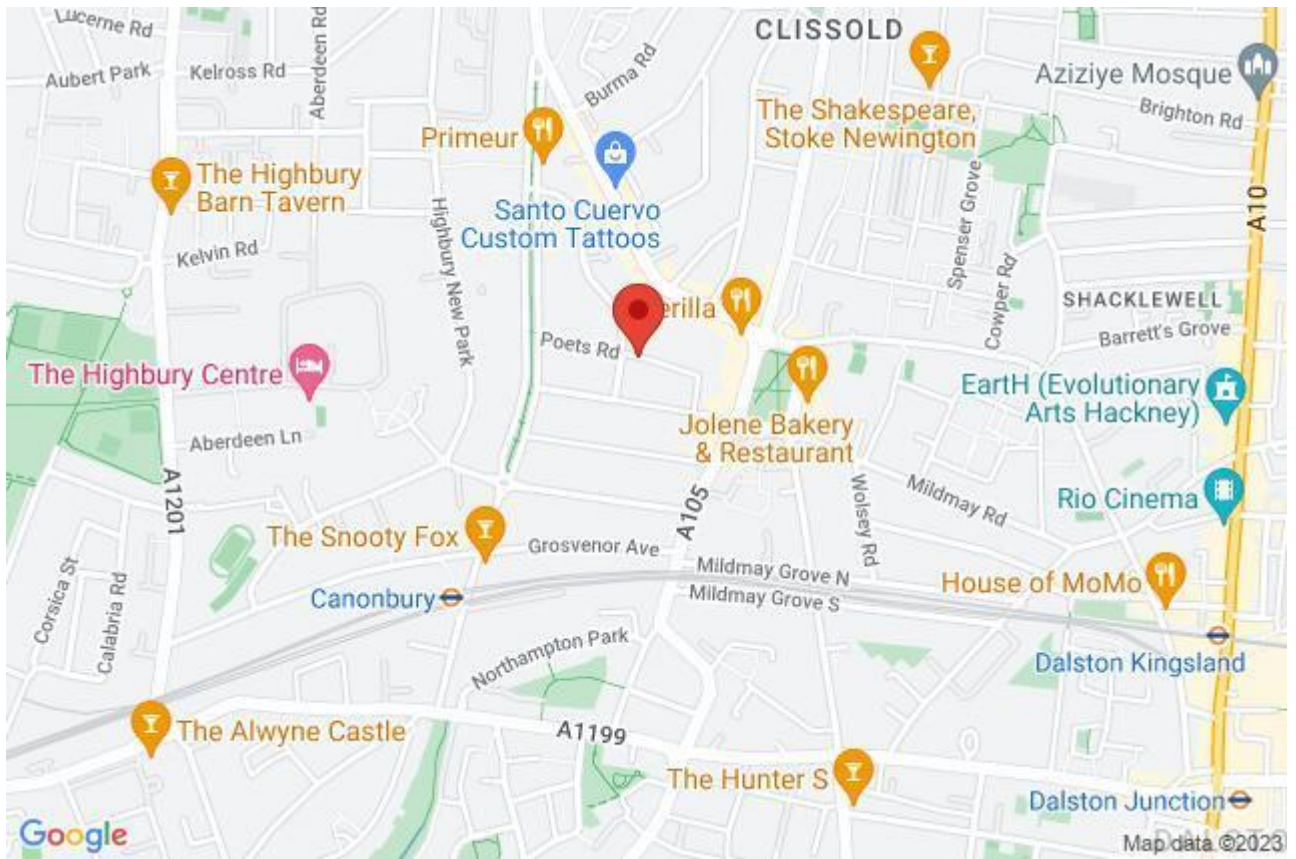 Lucerne Rd
Aubert Park
Kelross Rd
Aberdeen Rd
Burma Rd
CLISSOLD
Aziziye Mosque
Brighton Rd
Primeur
The Shakespeare,
Stoke Newington
The Highbury
Barn Tavern
Santo Cuervo
Custom Tattoos
Highbury New Park
Kelvin Rd
Spenser Grove
Cowper Rd
A10
SHACKLEWELL
Barrett's Grove
erilla
Poets Rd
The Highbury Centre
EartH (Evolutionary
Arts Hackney)
Jolene Bakery
& Restaurant
Aberdeen Ln
A1201
A105
Wolsey Rd
Mildmay Rd
Rio Cinema
The Snooty Fox
Grosvenor Ave
Mildmay Grove N
Mildmay Grove S
House of MoMo
Corsica St
Calabria Rd
Canonbury
Northampton Park
Dalston Kingsland
The Alwyne Castle
A1199
The Hunter S
Dalston Junction
Google
Map data ©2023